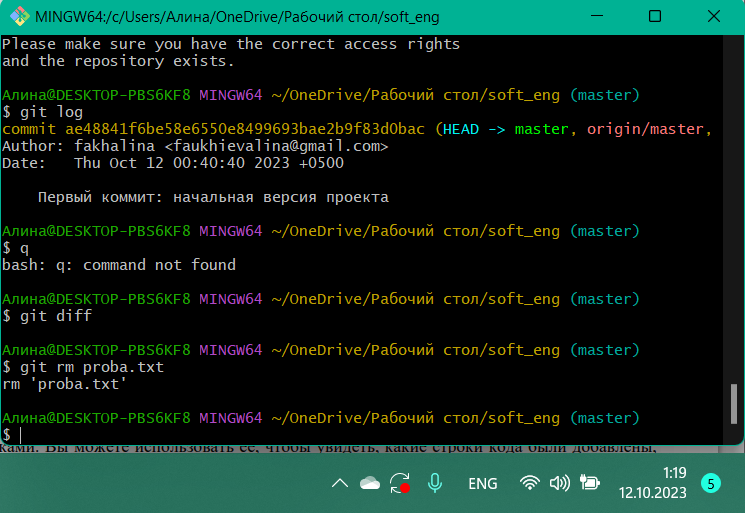 MINGW64:/c/Users/Алина/OneDrive/Рабочий стол/soft_eng
Please make sure you have the correct access rights
and the repository exists.
Алина@DESKTOP-PBS6KF8 MINGW64 ~/OneDrive/Рабочий стол/soft_eng (master)
$ git log
commit ae48841f6be58e6550e8499693bae2b9f83d0bac (HEAD -> master, origin/master,
Author: fakhalina <faukhievalina@gmail.com>
Date:   Thu Oct 12 00:40:40 2023 +0500
Первый коммит: начальная версия проекта
Алина@DESKTOP-PBS6KF8 MINGW64 ~/OneDrive/Рабочий стол/soft_eng (master)
$ q
bash: q: command not found
Алина@DESKTOP-PBS6KF8 MINGW64 ~/OneDrive/Рабочий стол/soft_eng (master)
$ git diff
Алина@DESKTOP-PBS6KF8 MINGW64 ~/OneDrive/Рабочий стол/soft_eng (master)
$ git rm proba.txt
rm 'proba.txt'
Алина@DESKTOP-PBS6KF8 MINGW64 ~/OneDrive/Рабочий стол/soft_eng (master)
$
ками. Вы можете использовать ее, чтобы увидеть, какие строки кода были добавлены,
ENG
1:19
12.10.2023
5